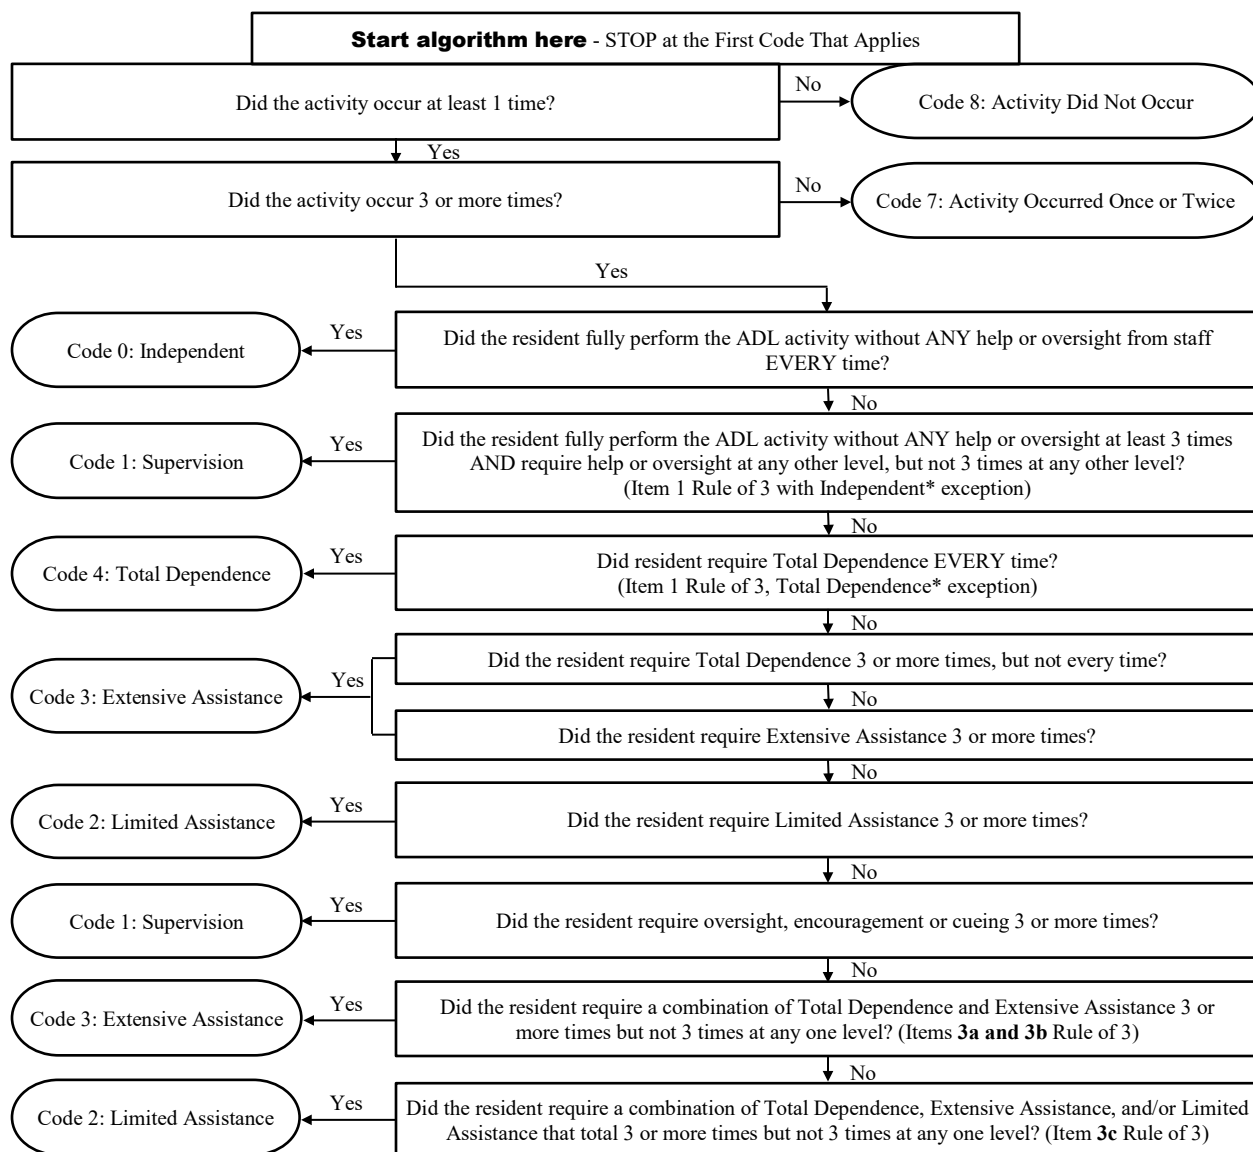 Start algorithm here - STOP at the First Code That Applies
Did the activity occur at least 1 time?
No
Code 8: Activity Did Not Occur
Yes
Did the activity occur 3 or more times?
No
Code 7: Activity Occurred Once or Twice
Yes
Code 0: Independent
Yes
Did the resident fully perform the ADL activity without ANY help or oversight from staff
EVERY time?
No
Code 1: Supervision
Yes
Did the resident fully perform the ADL activity without ANY help or oversight at least 3 times
AND require help or oversight at any other level, but not 3 times at any other level?
(Item 1 Rule of 3 with Independent* exception)
No
Code 4: Total Dependence
Yes
Did resident require Total Dependence EVERY time?
(Item 1 Rule of 3, Total Dependence* exception)
No
Did the resident require Total Dependence 3 or more times, but not every time?
Code 3: Extensive Assistance
Yes
No
Did the resident require Extensive Assistance 3 or more times?
No
Code 2: Limited Assistance
Yes
Did the resident require Limited Assistance 3 or more times?
No
Code 1: Supervision
Yes
Did the resident require oversight, encouragement or cueing 3 or more times?
No
Code 3: Extensive Assistance
Yes
Did the resident require a combination of Total Dependence and Extensive Assistance 3 or
more times but not 3 times at any one level? (Items 3a and 3b Rule of 3)
No
Code 2: Limited Assistance
Yes
Did the resident require a combination of Total Dependence, Extensive Assistance, and/or Limited
Assistance that total 3 or more times but not 3 times at any one level? (Item 3c Rule of 3)